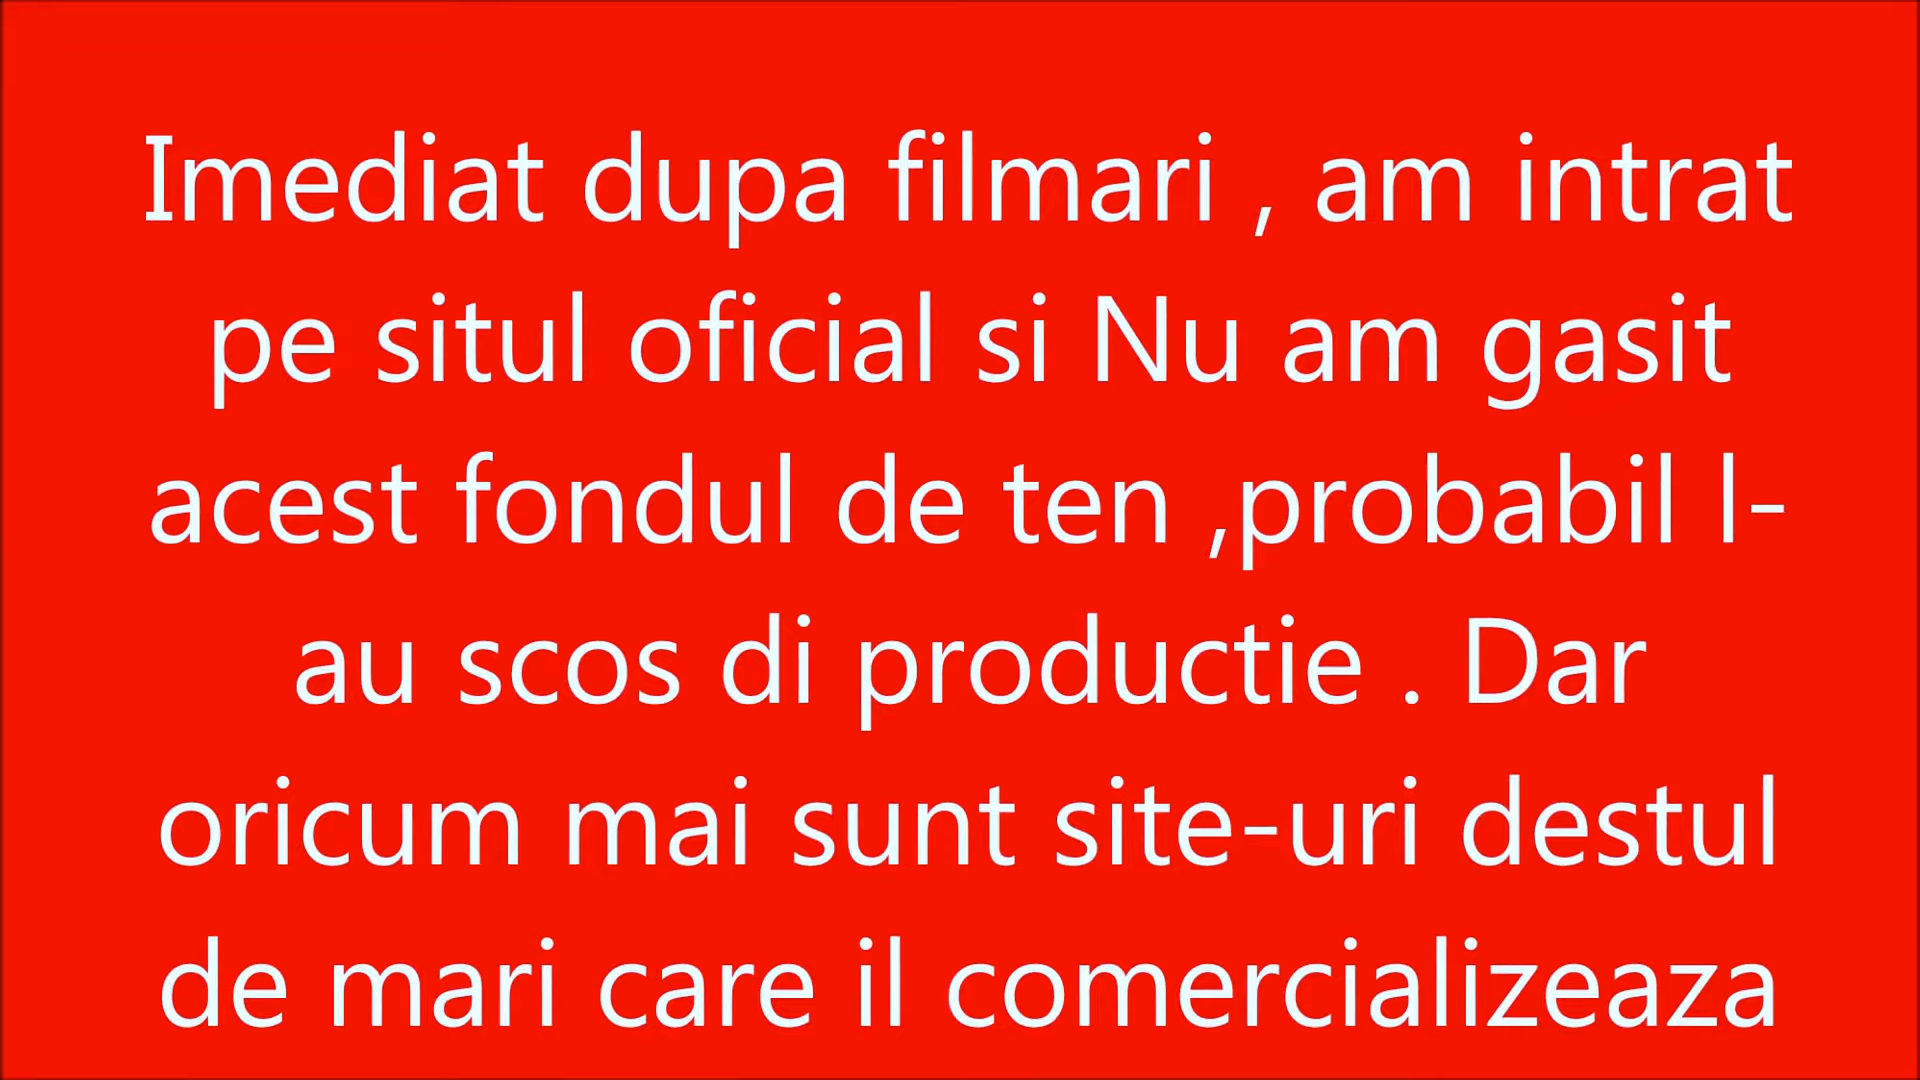 Imediat dupa filmari , am intrat
pe situl oficial si Nu am gasit
acest fondul de ten ,probabil l-
au scos di productie . Dar
oricum mai sunt site-uri destul
de mari care il comercializeaza